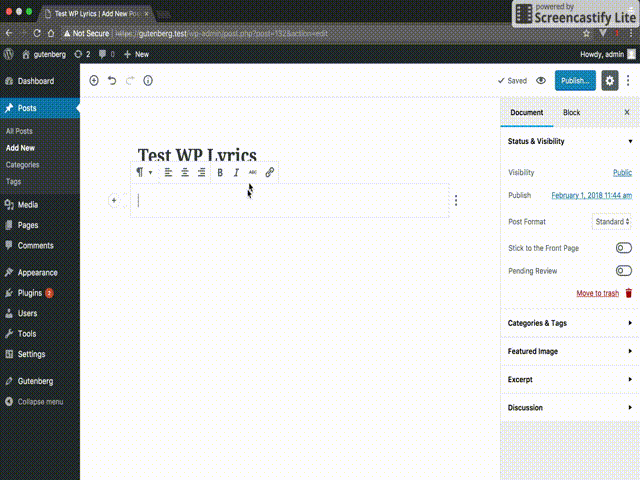 powered by
Screencastify Lite
Test WP Lyrics | Add New Pos
Not Secure | https://gutenberg.test/wp-admin/post.php?post=132&action=edit
gutenberg 2 0 + New Howdy, admin
Dashboard
Posts
All Posts
Add New
Categories
Tags
Media
Pages
Comments
Appearance
Plugins 2
Users
Tools
Settings
Gutenberg
Collapse menu
Saved Publish...
Test WP Lyrics
B I ABC
Document Block
Status & Visibility
Visibility Public
Publish February 1, 2018 11:44 am
Post Format Standard
Stick to the Front Page
Pending Review
Move to trash
Categories & Tags
Featured Image
Excerpt
Discussion